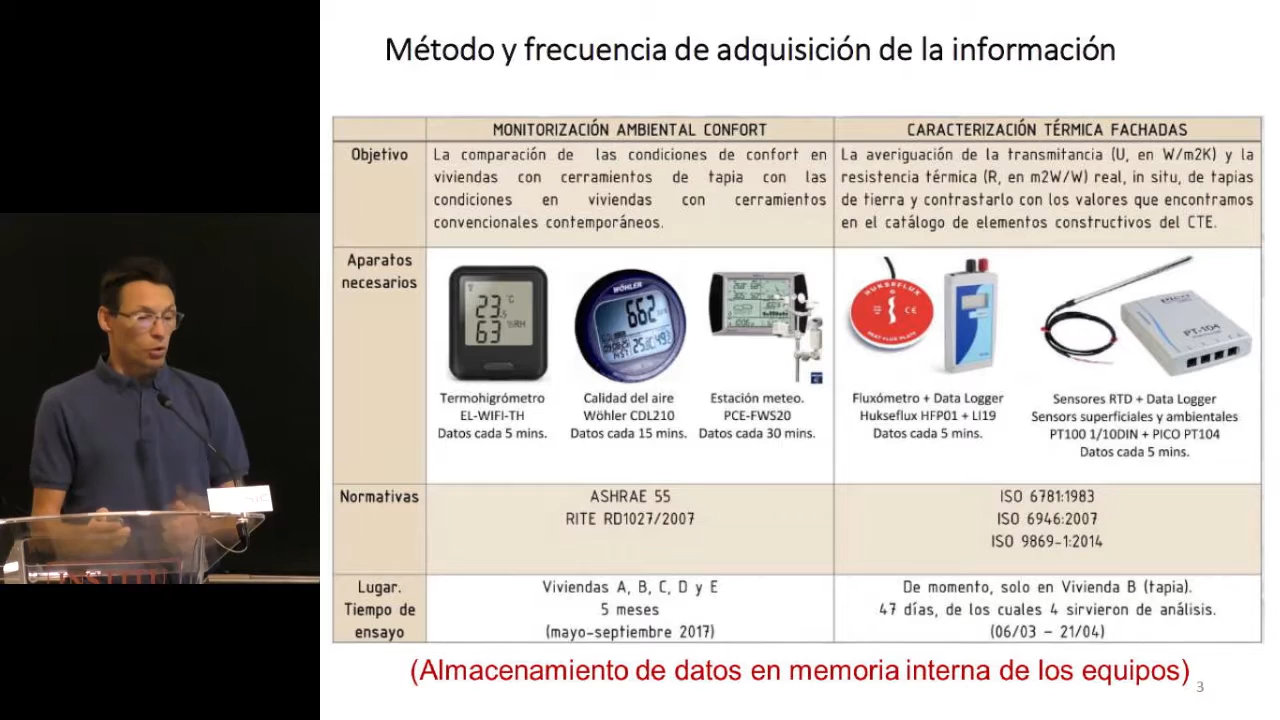 Método y frecuencia de adquisición de la información
MONITORIZACIÓN AMBIENTAL CONFORT
CARACTERIZACIÓN TÉRMICA FACHADAS
Objetivo
La comparación de las condiciones de confort en
viviendas con cerramientos de tapia con las
condiciones en viviendas con cerramientos
convencionales contemporáneos.
La averiguación de la transmitancia (U, en W/m2K) y la
resistencia térmica (R, en m2W/W) real, in situ, de tapias
de tierra y contrastarlo con los valores que encontramos
en el catálogo de elementos constructivos del CTE.
Aparatos
necesarios
23.5 °C
63 %RH
WÖHLER
662
HUKSEFLUX
HEAT FLUX PLATE
PT-104
Termohigrómetro
EL-WIFI-TH
Datos cada 5 mins.
Calidad del aire
Wöhler CDL210
Datos cada 15 mins.
Estación meteo.
PCE-FWS20
Datos cada 30 mins.
Fluxómetro + Data Logger
Hukseflux HFP01 + LI19
Datos cada 5 mins.
Sensores RTD + Data Logger
Sensors superficiales y ambientales
PT100 1/10DIN + PICO PT104
Datos cada 5 mins.
Normativas
ASHRAE 55
RITE RD1027/2007
ISO 6781:1983
ISO 6946:2007
ISO 9869-1:2014
Lugar.
Tiempo de
ensayo
Viviendas A, B, C, D y E
5 meses
(mayo-septiembre 2017)
De momento, solo en Vivienda B (tapia).
47 días, de los cuales 4 sirvieron de análisis.
(06/03 – 21/04)
(Almacenamiento de datos en memoria interna de los equipos)
3